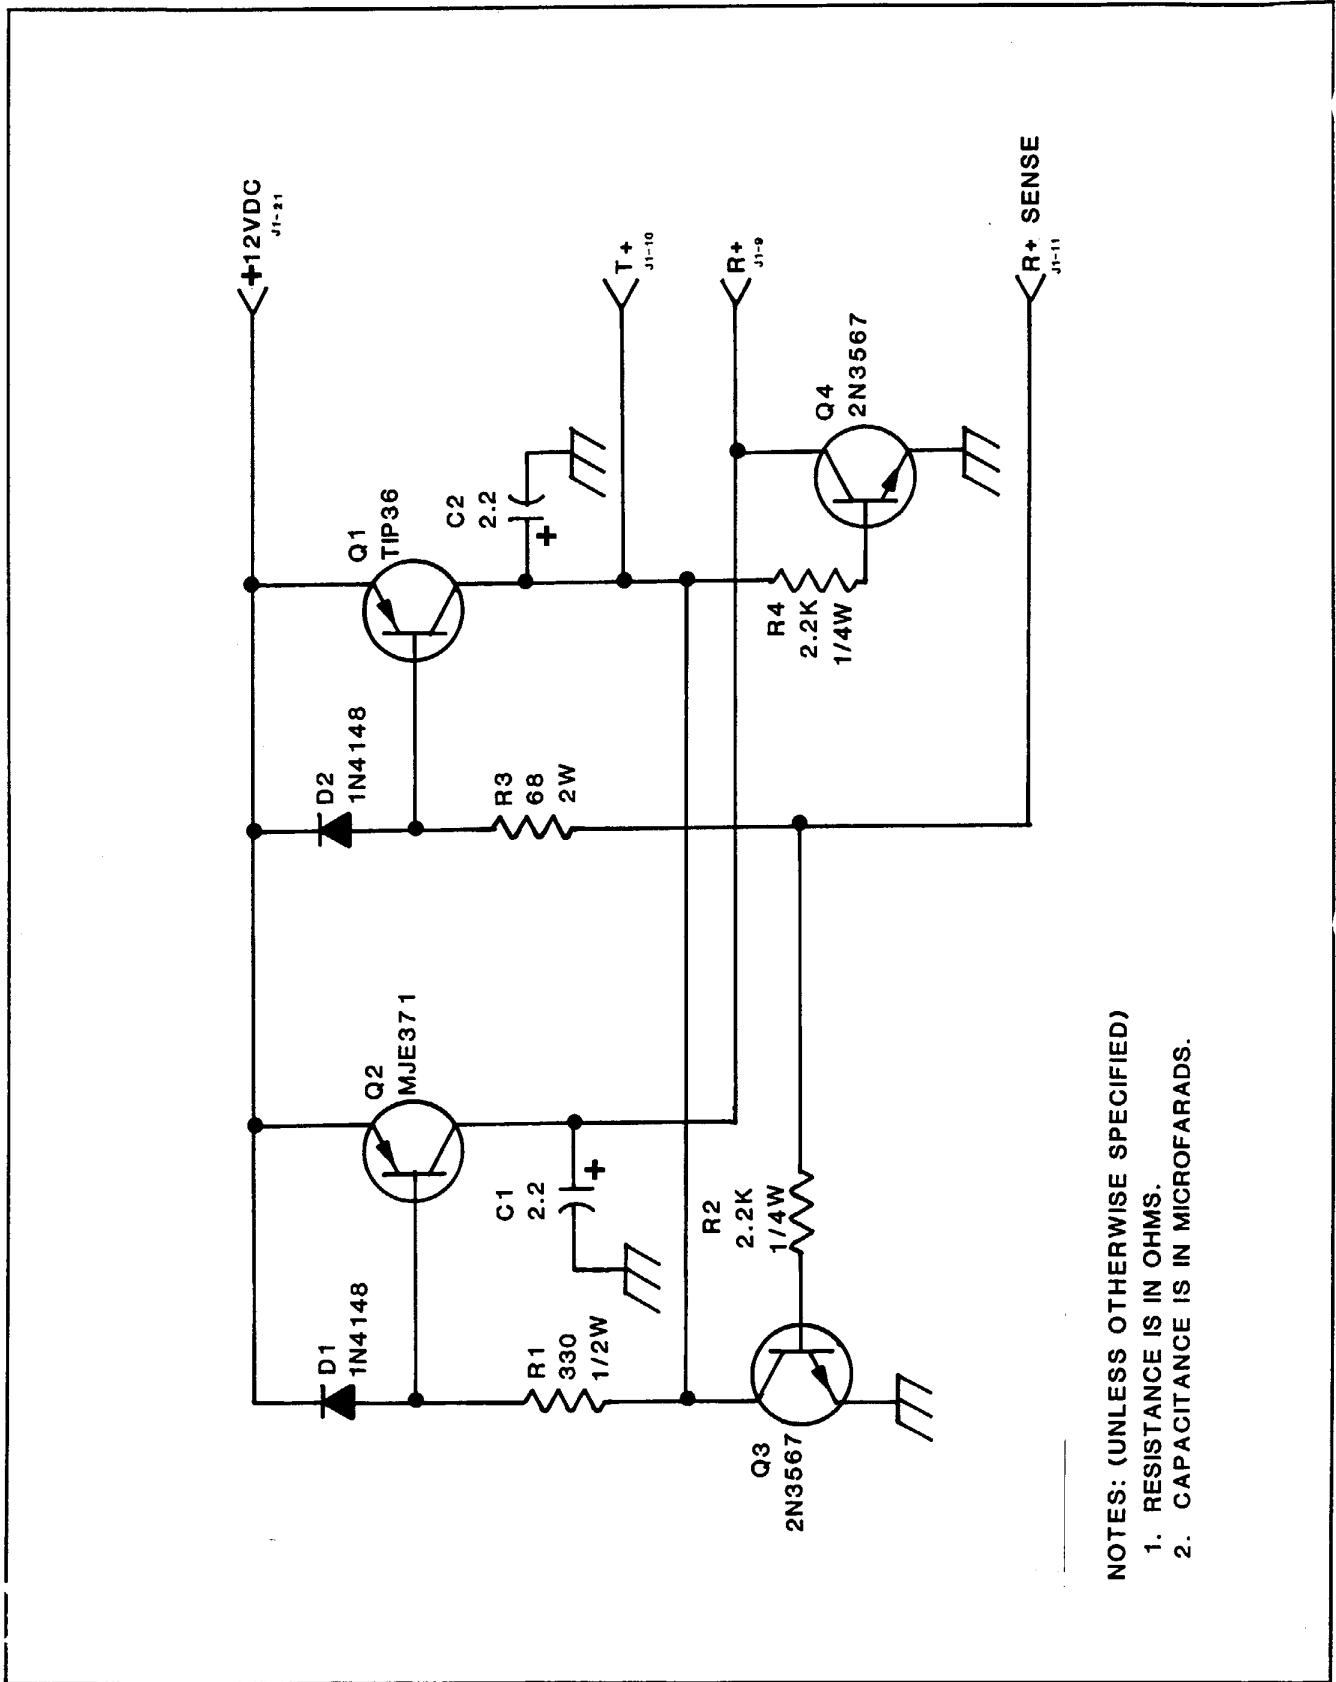 +12VDC
J1-21
T+
J1-10
R+
J1-9
R+ SENSE
J1-11
D1
1N4148
Q2
MJE371
D2
1N4148
Q1
TIP36
C2
2.2
+
R1
330
1/2W
C1
2.2
+
R3
68
2W
R4
2.2K
1/4W
Q4
2N3567
Q3
2N3567
R2
2.2K
1/4W
NOTES: (UNLESS OTHERWISE SPECIFIED)
1. RESISTANCE IS IN OHMS.
2. CAPACITANCE IS IN MICROFARADS.